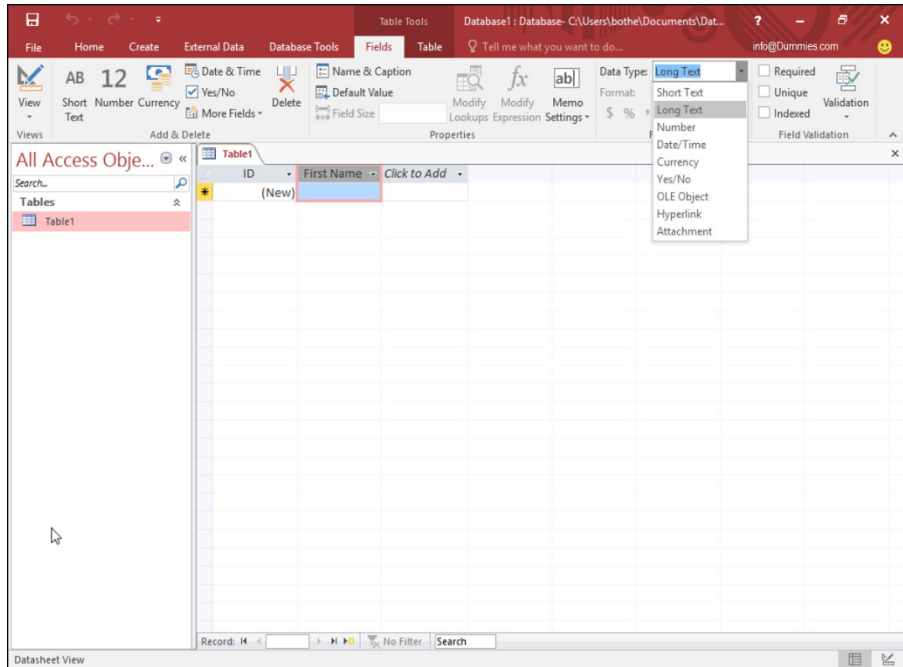 Table Tools Database1 : Database- C:\Users\bothe\Documents\Dat... ?
File Home Create External Data Database Tools Fields Table Tell me what you want to do... info@Dummies.com
View
Views
AB
Short Text
12
Number
Currency
Date & Time
Yes/No
More Fields
Delete
Add & Delete
Name & Caption
Default Value
Field Size
Modify Lookups
fx
Modify Expression
ab|
Memo Settings
Properties
Data Type: Long Text
Format:
$ % ,
Short Text
Long Text
Number
Date/Time
Currency
Yes/No
OLE Object
Hyperlink
Attachment
Required
Unique
Indexed
Validation
Field Validation
All Access Obje...
Search...
Tables
Table1
Table1
ID First Name Click to Add
(New)
Record: No Filter Search
Datasheet View